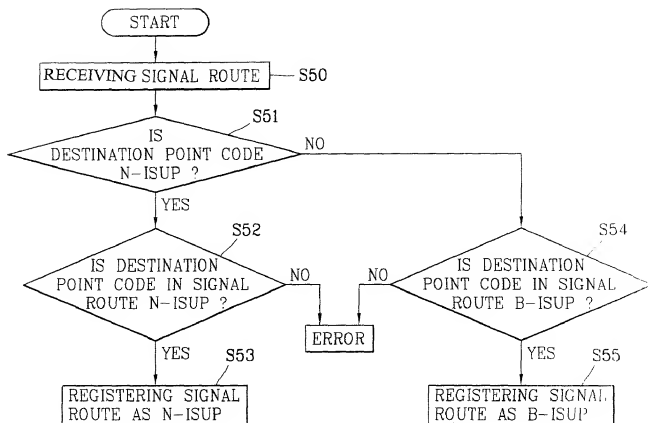 START
RECEIVING SIGNAL ROUTE
S50
S51
IS
DESTINATION POINT CODE
N-ISUP ?
NO
YES
S52
IS DESTINATION
POINT CODE IN SIGNAL
ROUTE N-ISUP ?
NO
YES
S54
IS DESTINATION
POINT CODE IN SIGNAL
ROUTE B-ISUP ?
NO
YES
ERROR
S53
REGISTERING SIGNAL
ROUTE AS N-ISUP
S55
REGISTERING SIGNAL
ROUTE AS B-ISUP